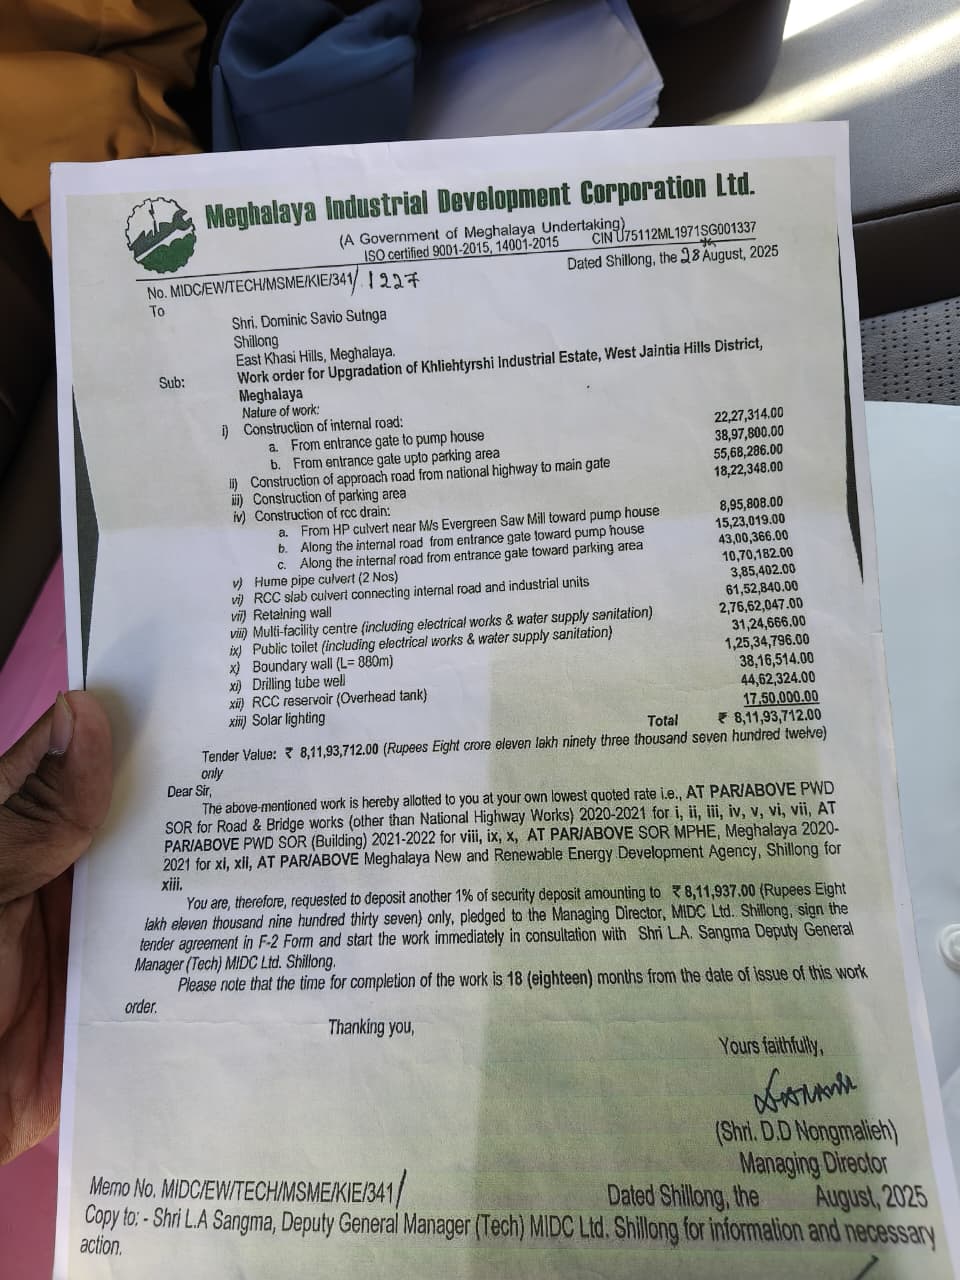 Meghalaya Industrial Development Corporation Ltd.
(A Government of Meghalaya Undertaking)
ISO certified 9001-2015, 14001-2015 CIN U75112ML1971SG001337
No. MIDC/EW/TECH/MSME/KIE/341/ 1227 Dated Shillong, the 28th August, 2025
To
Shri. Dominic Savio Sutnga
Shillong
East Khasi Hills, Meghalaya.
Sub: Work order for Upgradation of Khliehtyrshi Industrial Estate, West Jaintia Hills District,
Meghalaya
Nature of work:
i) Construction of internal road:
a. From entrance gate to pump house 22,27,314.00
b. From entrance gate upto parking area 38,97,800.00
ii) Construction of approach road from national highway to main gate 55,68,286.00
iii) Construction of parking area 18,22,348.00
iv) Construction of rcc drain:
a. From HP culvert near M/s Evergreen Saw Mill toward pump house 8,95,808.00
b. Along the internal road from entrance gate toward pump house 15,23,019.00
c. Along the internal road from entrance gate toward parking area 43,00,366.00
v) Hume pipe culvert (2 Nos) 10,70,182.00
vi) RCC slab culvert connecting internal road and industrial units 3,85,402.00
vii) Retaining wall 61,52,840.00
viii) Multi-facility centre (including electrical works & water supply sanitation) 2,76,62,047.00
ix) Public toilet (including electrical works & water supply sanitation) 31,24,666.00
x) Boundary wall (L= 880m) 1,25,34,796.00
xi) Drilling tube well 38,16,514.00
xii) RCC reservoir (Overhead tank) 44,62,324.00
xiii) Solar lighting 17,50,000.00
Total ₹ 8,11,93,712.00
Tender Value: ₹ 8,11,93,712.00 (Rupees Eight crore eleven lakh ninety three thousand seven hundred twelve)
only
Dear Sir,
The above-mentioned work is hereby allotted to you at your own lowest quoted rate i.e., AT PAR/ABOVE PWD
SOR for Road & Bridge works (other than National Highway Works) 2020-2021 for i, ii, iii, iv, v, vi, vii, AT
PAR/ABOVE PWD SOR (Building) 2021-2022 for viii, ix, x, AT PAR/ABOVE SOR MPHE, Meghalaya 2020-
2021 for xi, xii, AT PAR/ABOVE Meghalaya New and Renewable Energy Development Agency, Shillong for
xiii.
You are, therefore, requested to deposit another 1% of security deposit amounting to ₹ 8,11,937.00 (Rupees Eight
lakh eleven thousand nine hundred thirty seven) only, pledged to the Managing Director, MIDC Ltd. Shillong, sign the
tender agreement in F-2 Form and start the work immediately in consultation with Shri L.A. Sangma Deputy General
Manager (Tech) MIDC Ltd. Shillong.
Please note that the time for completion of the work is 18 (eighteen) months from the date of issue of this work
order.
Thanking you,
Yours faithfully,
(Shri. D.D Nongmalieh)
Managing Director
Memo No. MIDC/EW/TECH/MSME/KIE/341/ Dated Shillong, the August, 2025
Copy to: - Shri L.A Sangma, Deputy General Manager (Tech) MIDC Ltd. Shillong for information and necessary
action.